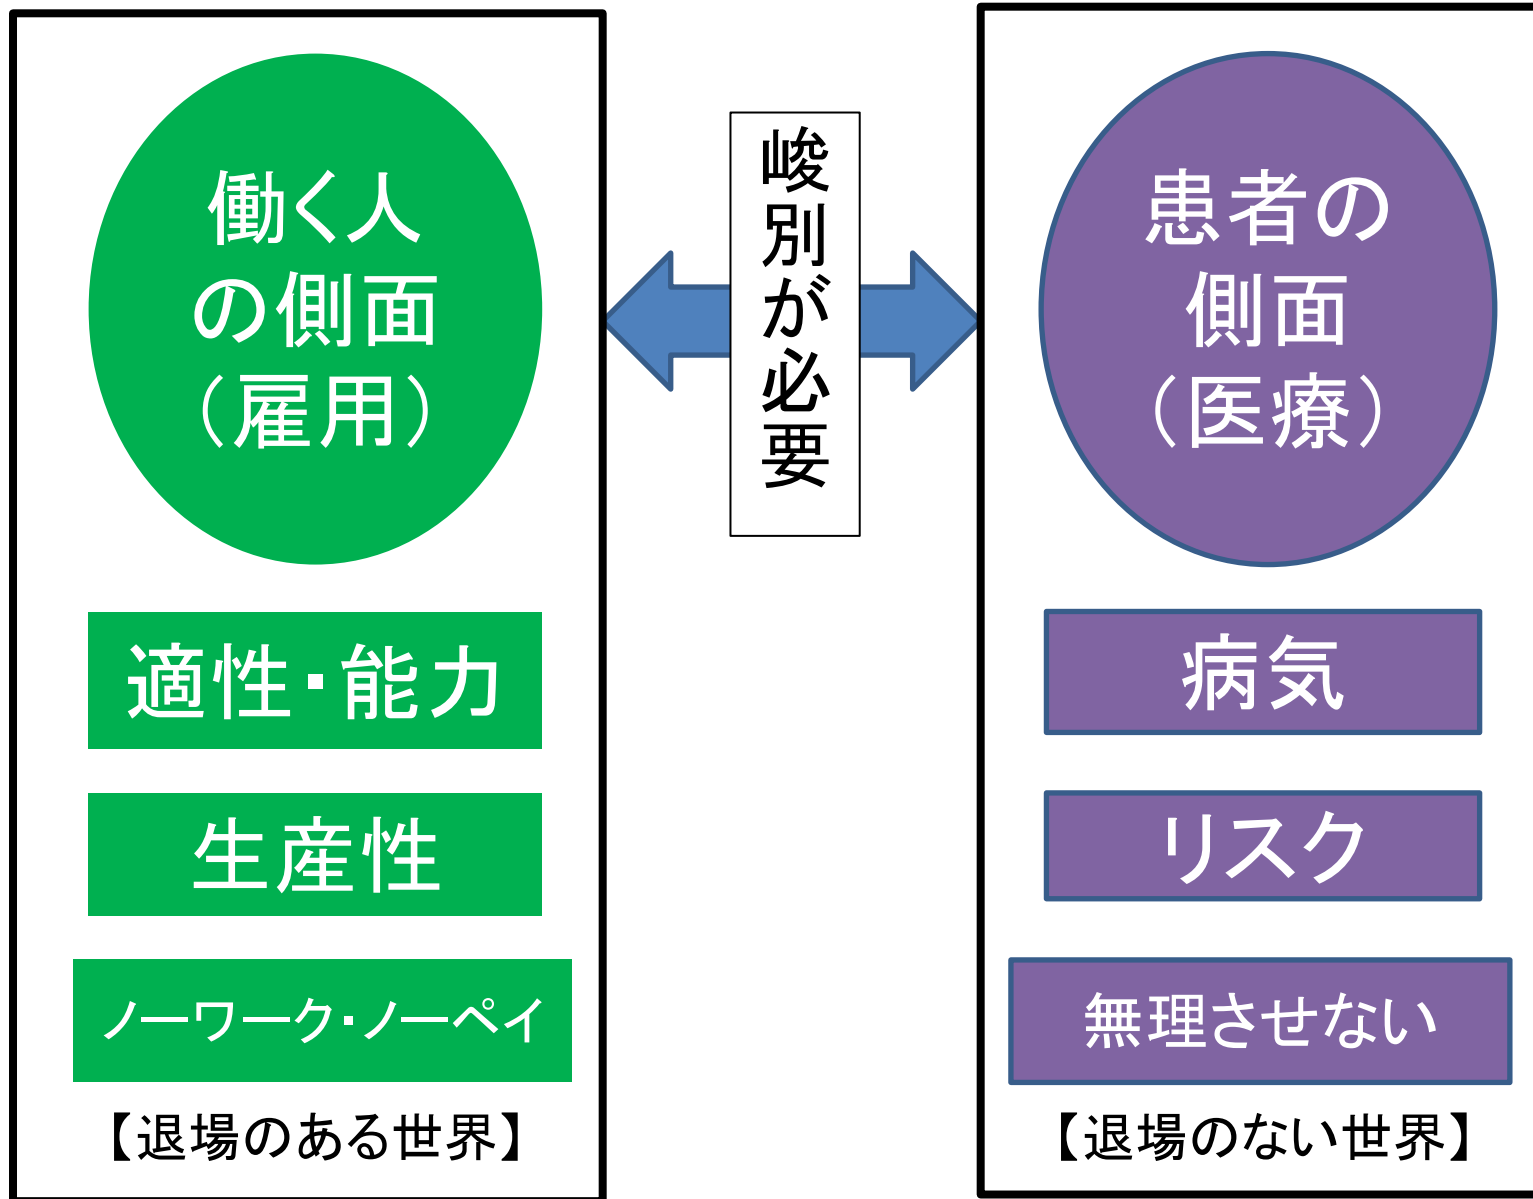 働く人
の側面
（雇用）
適性・能力
生産性
ノーワーク・ノーペイ
【退場のある世界】
峻別が必要
患者の
側面
（医療）
病気
リスク
無理させない
【退場のない世界】